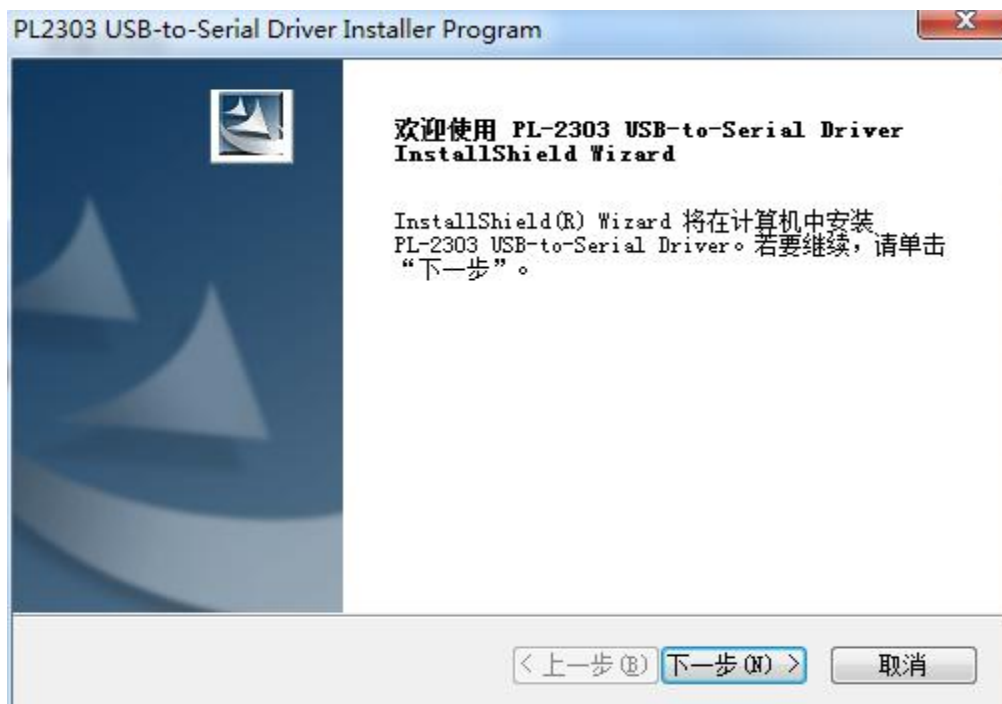 PL2303 USB-to-Serial Driver Installer Program
欢迎使用 PL-2303 USB-to-Serial Driver
InstallShield Wizard
InstallShield(R) Wizard 将在计算机中安装
PL-2303 USB-to-Serial Driver。若要继续，请单击
“下一步”。
< 上一步(B) 下一步(N) > 取消